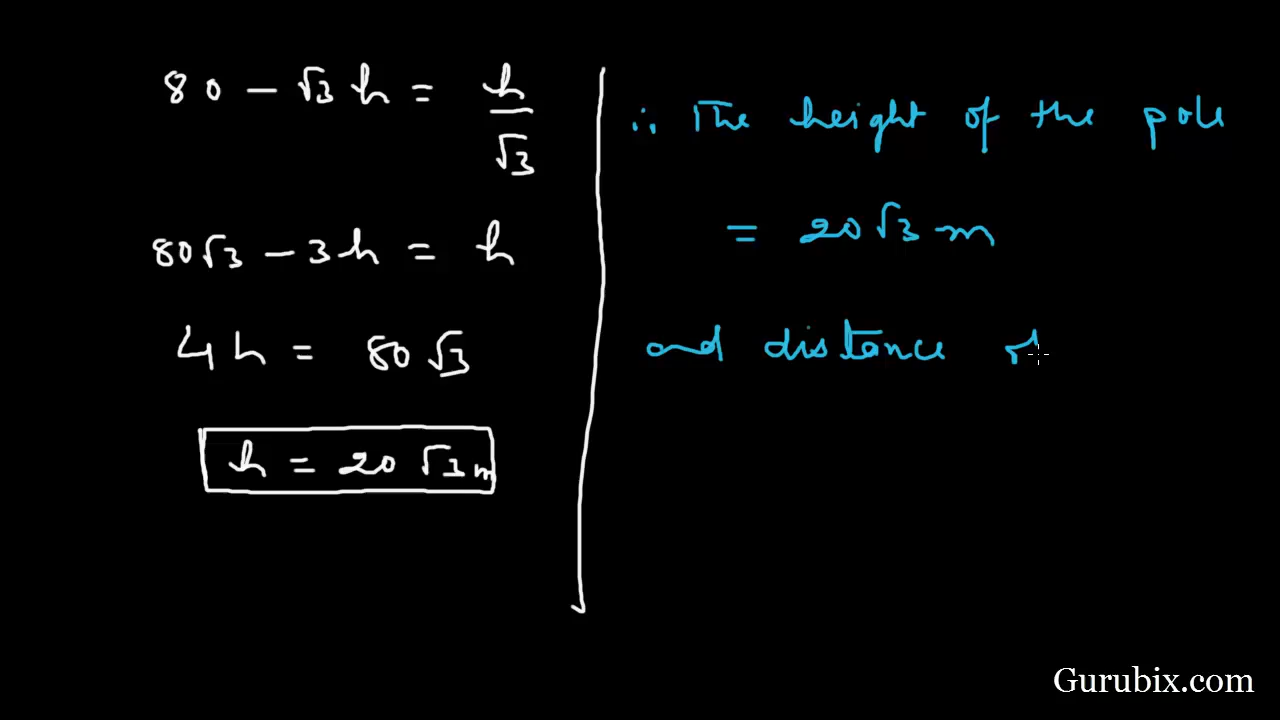 80 - √3 h = h/√3
80√3 - 3h = h
4h = 80√3
h = 20√3 m
∴ The height of the pole
= 20√3 m
and distance of
Gurubix.com